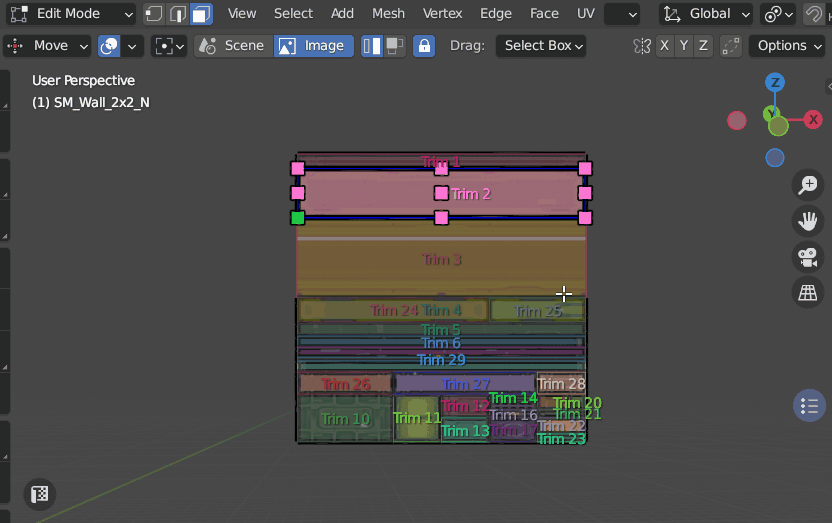 Edit Mode View Select Add Mesh Vertex Edge Face UV Global
Move Scene Image Drag: Select Box X Y Z Options
User Perspective
(1) SM_Wall_2x2_N
Z
Y
X
Trim 1
Trim 2
Trim 3
Trim 24 Trim 4 Trim 25
Trim 5
Trim 6
Trim 29
Trim 26 Trim 27 Trim 28
Trim 14
Trim 12 Trim 20
Trim 10 Trim 11 Trim 16 Trim 21
Trim 13 Trim 22
Trim 23